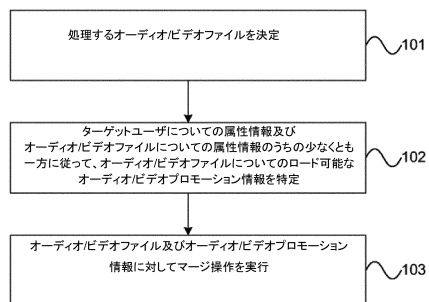 処理するオーディオ/ビデオファイルを決定
101
ターゲットユーザについての属性情報及び
オーディオ/ビデオファイルについての属性情報のうちの少なくとも
一方に従って、オーディオ/ビデオファイルについてのロード可能な
オーディオ/ビデオプロモーション情報を特定
102
オーディオ/ビデオファイル及びオーディオ/ビデオプロモーション
情報に対してマージ操作を実行
103